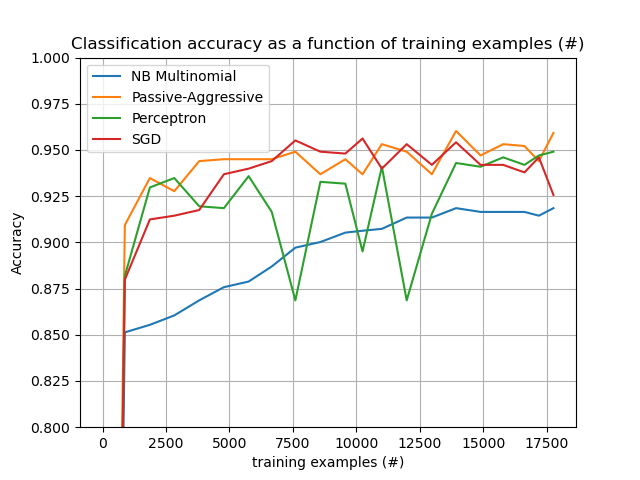 Classification accuracy as a function of training examples (#)
1.000
0.975
0.950
0.925
0.900
0.875
0.850
0.825
0.800
Accuracy
NB Multinomial
Passive-Aggressive
Perceptron
SGD
0 2500 5000 7500 10000 12500 15000 17500
training examples (#)